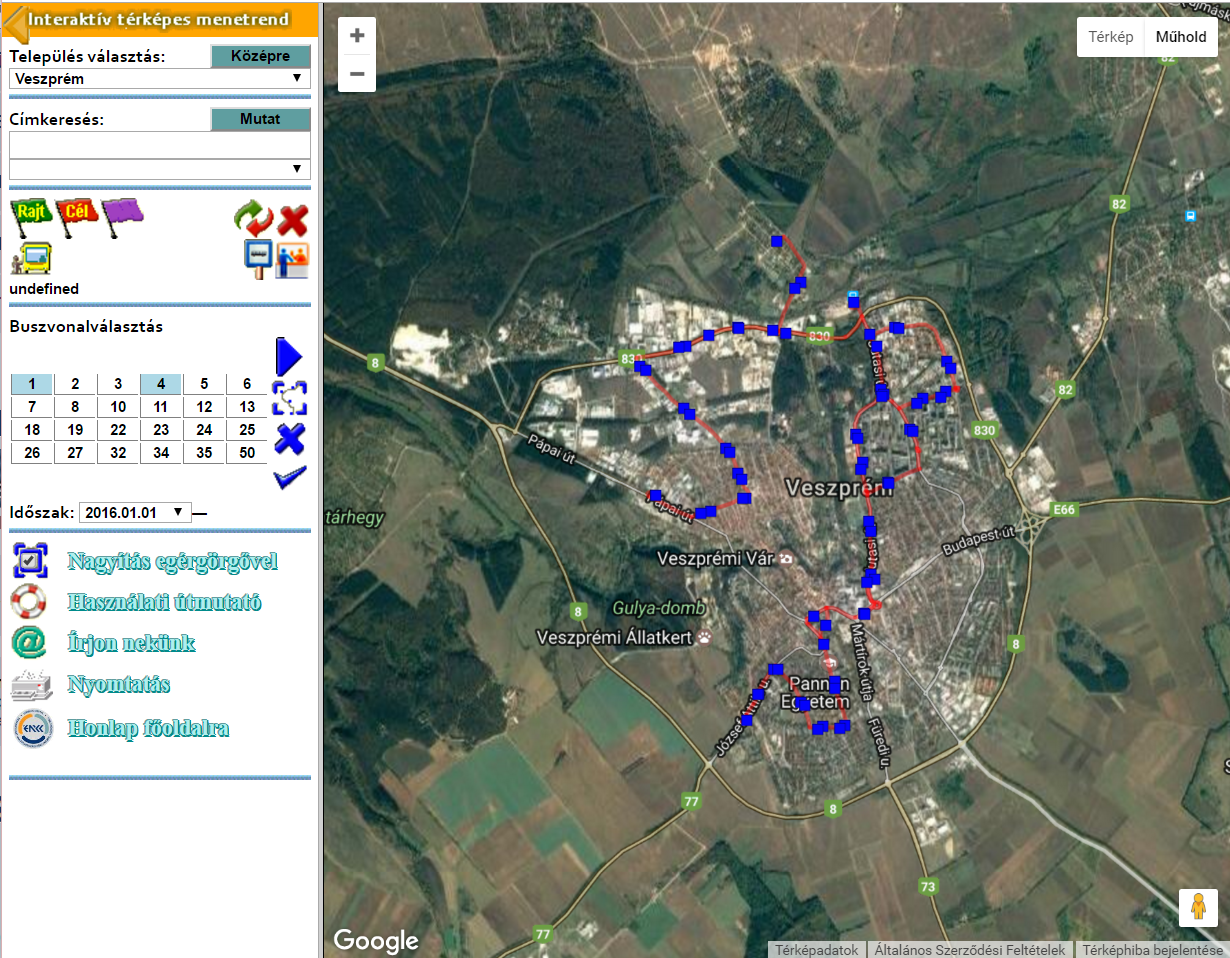 Interaktív térképes menetrend
Település választás:
Középre
Veszprém
Címkeresés:
Mutat
Rajt
Cél
undefined
Buszvonalválasztás
1 2 3 4 5 6
7 8 10 11 12 13
18 19 22 23 24 25
26 27 32 34 35 50
Időszak: 2016.01.01 —
Nagyítás egérgörgővel
Használati útmutató
Írjon nekünk
Nyomtatás
ENYKK
Honlap főoldalra
+
−
Térkép
Műhold
82
82
82
830
830
8
830
Pápai út
Veszprém
Pápai út
E66
tárhegy
Budapest út
Veszprémi Vár
Gulya-domb
8
Veszprémi Állatkert
Mártírok útja
8
Pannon
Egyetem
József Attila u.
Füredi u.
77
8
73
77
Google
Térképadatok
Általános Szerződési Feltételek
Térképhiba bejelentése